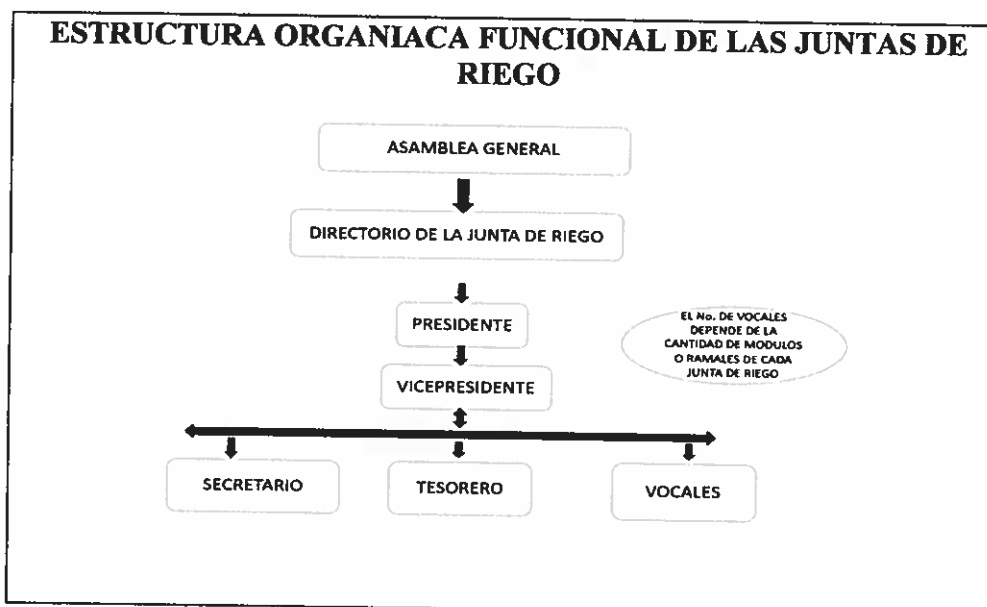 ESTRUCTURA ORGANIACA FUNCIONAL DE LAS JUNTAS DE
RIEGO
ASAMBLEA GENERAL
DIRECTORIO DE LA JUNTA DE RIEGO
PRESIDENTE
EL No. DE VOCALES
DEPENDE DE LA
CANTIDAD DE MODULOS
O RAMALES DE CADA
JUNTA DE RIEGO
VICEPRESIDENTE
SECRETARIO
TESORERO
VOCALES